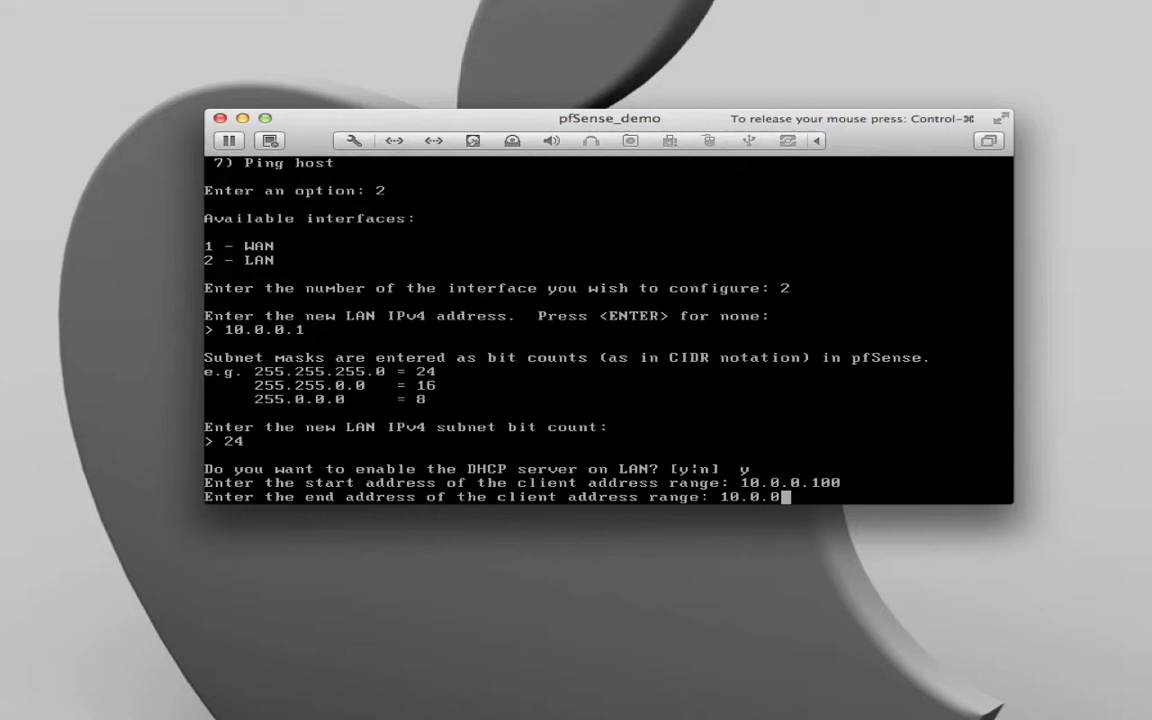 pfSense_demo
To release your mouse press: Control-⌘
7) Ping host
Enter an option: 2
Available interfaces:
1 - WAN
2 - LAN
Enter the number of the interface you wish to configure: 2
Enter the new LAN IPv4 address.  Press <ENTER> for none:
> 10.0.0.1
Subnet masks are entered as bit counts (as in CIDR notation) in pfSense.
e.g. 255.255.255.0 = 24
255.255.0.0   = 16
255.0.0.0     = 8
Enter the new LAN IPv4 subnet bit count:
> 24
Do you want to enable the DHCP server on LAN? [y|n]  y
Enter the start address of the client address range: 10.0.0.100
Enter the end address of the client address range: 10.0.0